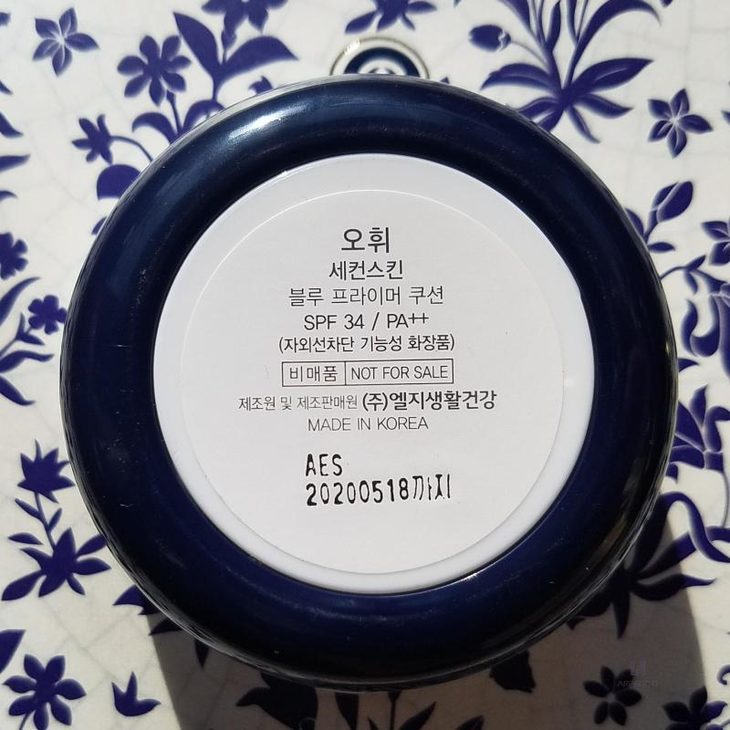 오휘
세컨스킨
블루 프라이머 쿠션
SPF 34 / PA++
(자외선차단 기능성 화장품)
비매품 NOT FOR SALE
제조원 및 제조판매원 (주)엘지생활건강
MADE IN KOREA
AES
20200518까지